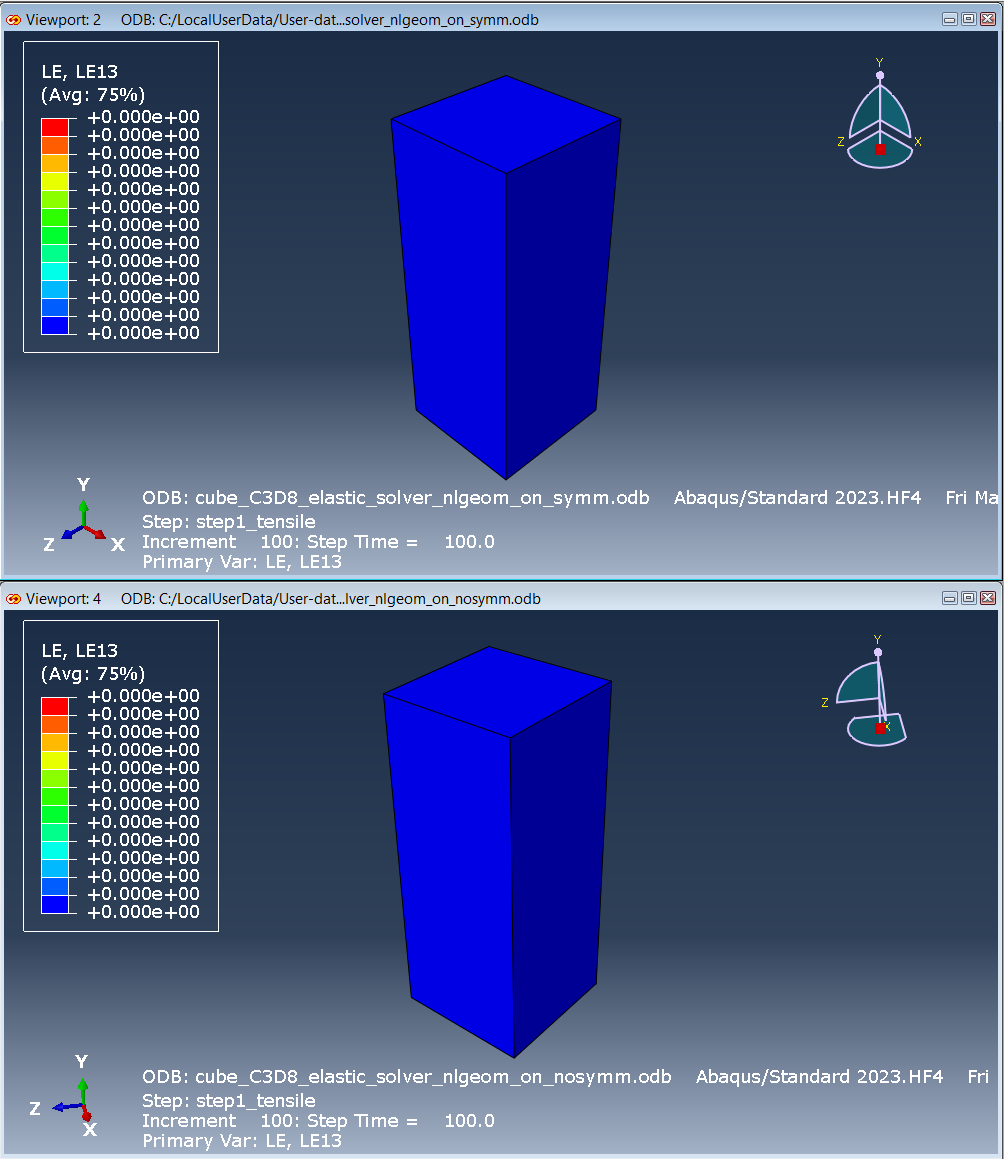 Viewport: 2 ODB: C:/LocalUserData/User-dat...solver_nlgeom_on_symm.odb
LE, LE13
(Avg: 75%)
+0.000e+00
+0.000e+00
+0.000e+00
+0.000e+00
+0.000e+00
+0.000e+00
+0.000e+00
+0.000e+00
+0.000e+00
+0.000e+00
+0.000e+00
+0.000e+00
+0.000e+00
Y
Z
X
Y
Z
X
ODB: cube_C3D8_elastic_solver_nlgeom_on_symm.odb Abaqus/Standard 2023.HF4 Fri Ma
Step: step1_tensile
Increment 100: Step Time = 100.0
Primary Var: LE, LE13
Viewport: 4 ODB: C:/LocalUserData/User-dat...lver_nlgeom_on_nosymm.odb
LE, LE13
(Avg: 75%)
+0.000e+00
+0.000e+00
+0.000e+00
+0.000e+00
+0.000e+00
+0.000e+00
+0.000e+00
+0.000e+00
+0.000e+00
+0.000e+00
+0.000e+00
+0.000e+00
+0.000e+00
Y
Z
X
Y
Z
X
ODB: cube_C3D8_elastic_solver_nlgeom_on_nosymm.odb Abaqus/Standard 2023.HF4 Fri
Step: step1_tensile
Increment 100: Step Time = 100.0
Primary Var: LE, LE13